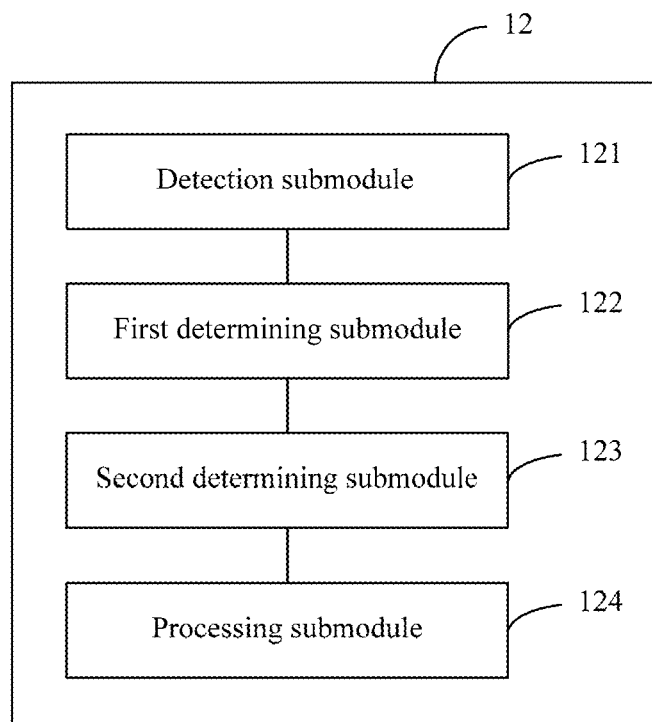 12
Detection submodule
121
First determining submodule
122
Second determining submodule
123
Processing submodule
124